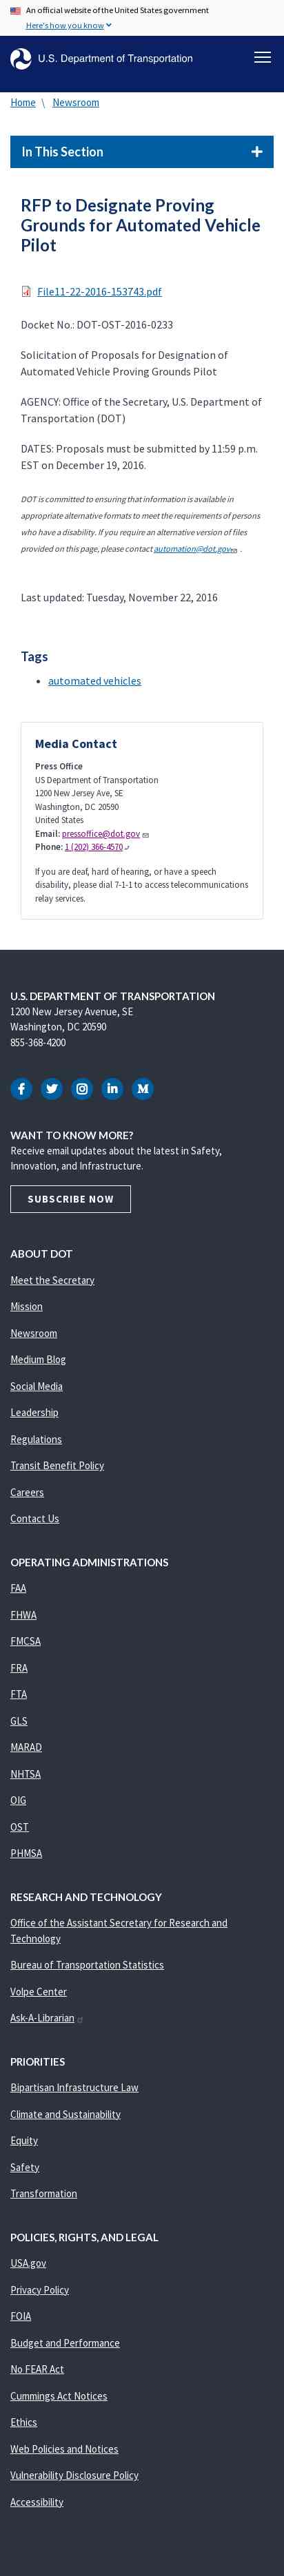 An official website of the United States government
Here's how you know
U.S. Department of Transportation
Home \ Newsroom
In This Section
RFP to Designate Proving
Grounds for Automated Vehicle
Pilot
File11-22-2016-153743.pdf
Docket No.: DOT-OST-2016-0233
Solicitation of Proposals for Designation of
Automated Vehicle Proving Grounds Pilot
AGENCY: Office of the Secretary, U.S. Department of
Transportation (DOT)
DATES: Proposals must be submitted by 11:59 p.m.
EST on December 19, 2016.
DOT is committed to ensuring that information is available in
appropriate alternative formats to meet the requirements of persons
who have a disability. If you require an alternative version of files
provided on this page, please contact automation@dot.gov .
Last updated: Tuesday, November 22, 2016
Tags
• automated vehicles
Media Contact
Press Office
US Department of Transportation
1200 New Jersey Ave, SE
Washington, DC 20590
United States
Email: pressoffice@dot.gov
Phone: 1 (202) 366-4570
If you are deaf, hard of hearing, or have a speech
disability, please dial 7-1-1 to access telecommunications
relay services.
U.S. DEPARTMENT OF TRANSPORTATION
1200 New Jersey Avenue, SE
Washington, DC 20590
855-368-4200
WANT TO KNOW MORE?
Receive email updates about the latest in Safety,
Innovation, and Infrastructure.
SUBSCRIBE NOW
ABOUT DOT
Meet the Secretary
Mission
Newsroom
Medium Blog
Social Media
Leadership
Regulations
Transit Benefit Policy
Careers
Contact Us
OPERATING ADMINISTRATIONS
FAA
FHWA
FMCSA
FRA
FTA
GLS
MARAD
NHTSA
OIG
OST
PHMSA
RESEARCH AND TECHNOLOGY
Office of the Assistant Secretary for Research and
Technology
Bureau of Transportation Statistics
Volpe Center
Ask-A-Librarian
PRIORITIES
Bipartisan Infrastructure Law
Climate and Sustainability
Equity
Safety
Transformation
POLICIES, RIGHTS, AND LEGAL
USA.gov
Privacy Policy
FOIA
Budget and Performance
No FEAR Act
Cummings Act Notices
Ethics
Web Policies and Notices
Vulnerability Disclosure Policy
Accessibility